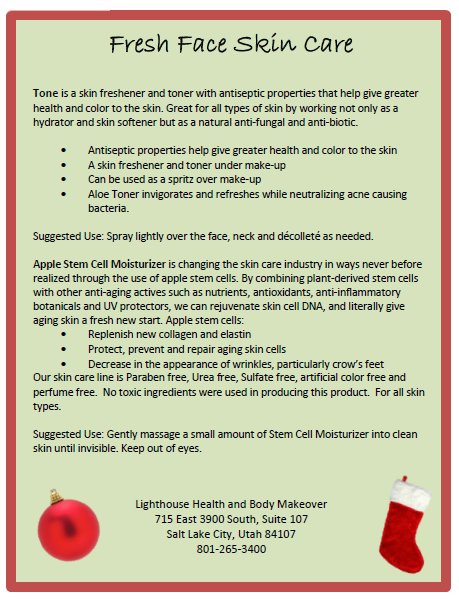 Fresh Face Skin Care
Tone is a skin freshener and toner with antiseptic properties that help give greater
health and color to the skin. Great for all types of skin by working not only as a
hydrator and skin softener but as a natural anti-fungal and anti-biotic.
• Antiseptic properties help give greater health and color to the skin
• A skin freshener and toner under make-up
• Can be used as a spritz over make-up
• Aloe Toner invigorates and refreshes while neutralizing acne causing
bacteria.
Suggested Use: Spray lightly over the face, neck and décolleté as needed.
Apple Stem Cell Moisturizer is changing the skin care industry in ways never before
realized through the use of apple stem cells. By combining plant-derived stem cells
with other anti-aging actives such as nutrients, antioxidants, anti-inflammatory
botanicals and UV protectors, we can rejuvenate skin cell DNA, and literally give
aging skin a fresh new start. Apple stem cells:
• Replenish new collagen and elastin
• Protect, prevent and repair aging skin cells
• Decrease in the appearance of wrinkles, particularly crow's feet
Our skin care line is Paraben free, Urea free, Sulfate free, artificial color free and
perfume free. No toxic ingredients were used in producing this product. For all skin
types.
Suggested Use: Gently massage a small amount of Stem Cell Moisturizer into clean
skin until invisible. Keep out of eyes.
Lighthouse Health and Body Makeover
715 East 3900 South, Suite 107
Salt Lake City, Utah 84107
801-265-3400